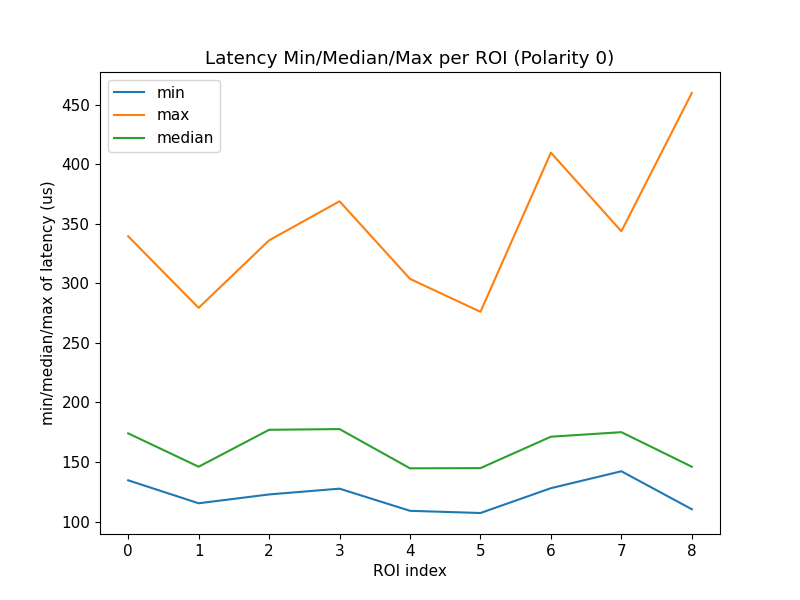 Latency Min/Median/Max per ROI (Polarity 0)
min
max
median
min/median/max of latency (us)
450
400
350
300
250
200
150
100
0 1 2 3 4 5 6 7 8
ROI index